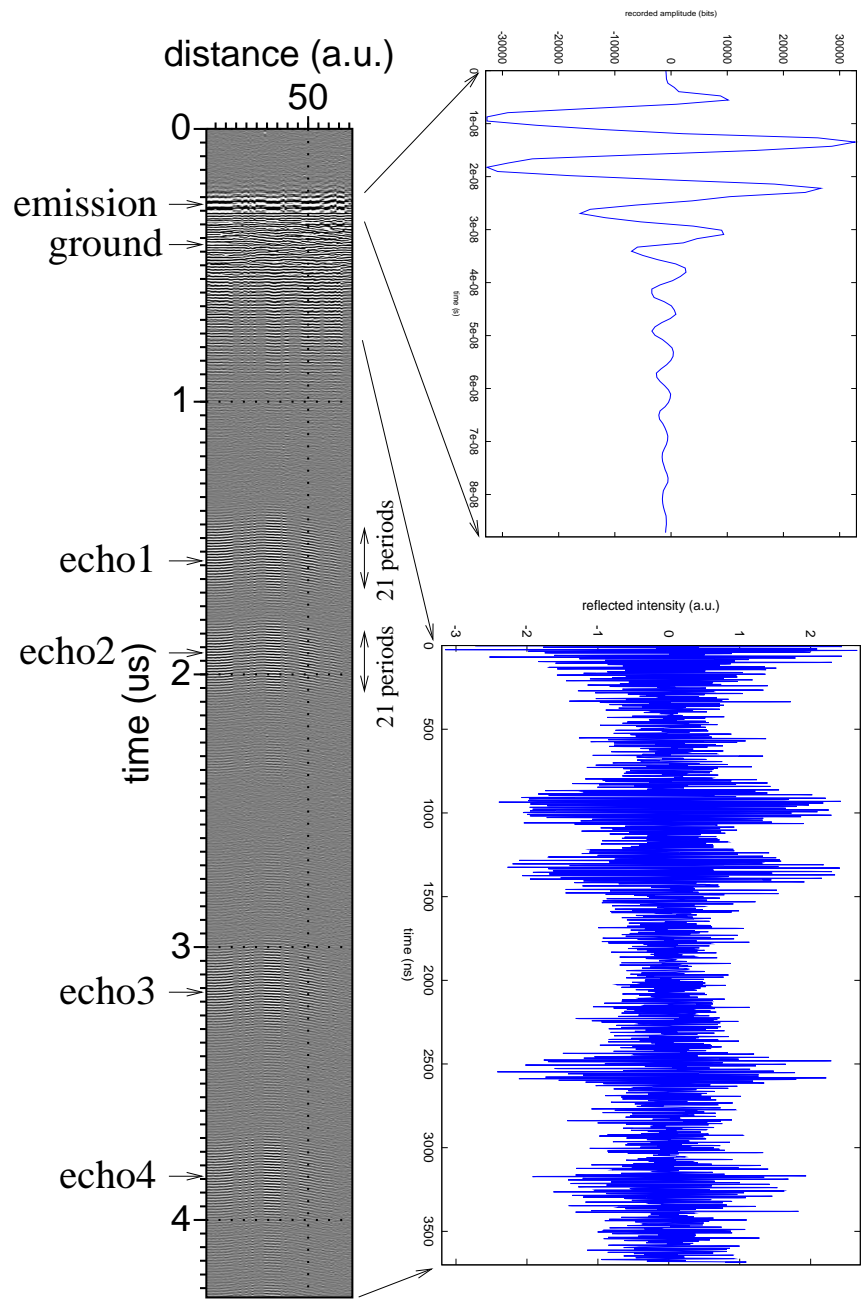 distance (a.u.)
50
0
emission
ground
1
echo1
echo2
2
time (us)
3
echo3
echo4
4
21 periods
21 periods
recorded amplitude (bits)
-30000
-20000
-10000
0
10000
20000
30000
0
1e-08
2e-08
3e-08
4e-08
5e-08
6e-08
7e-08
8e-08
time (s)
reflected intensity (a.u.)
-3
-2
-1
0
1
2
0
500
1000
1500
2000
2500
3000
3500
time (ns)